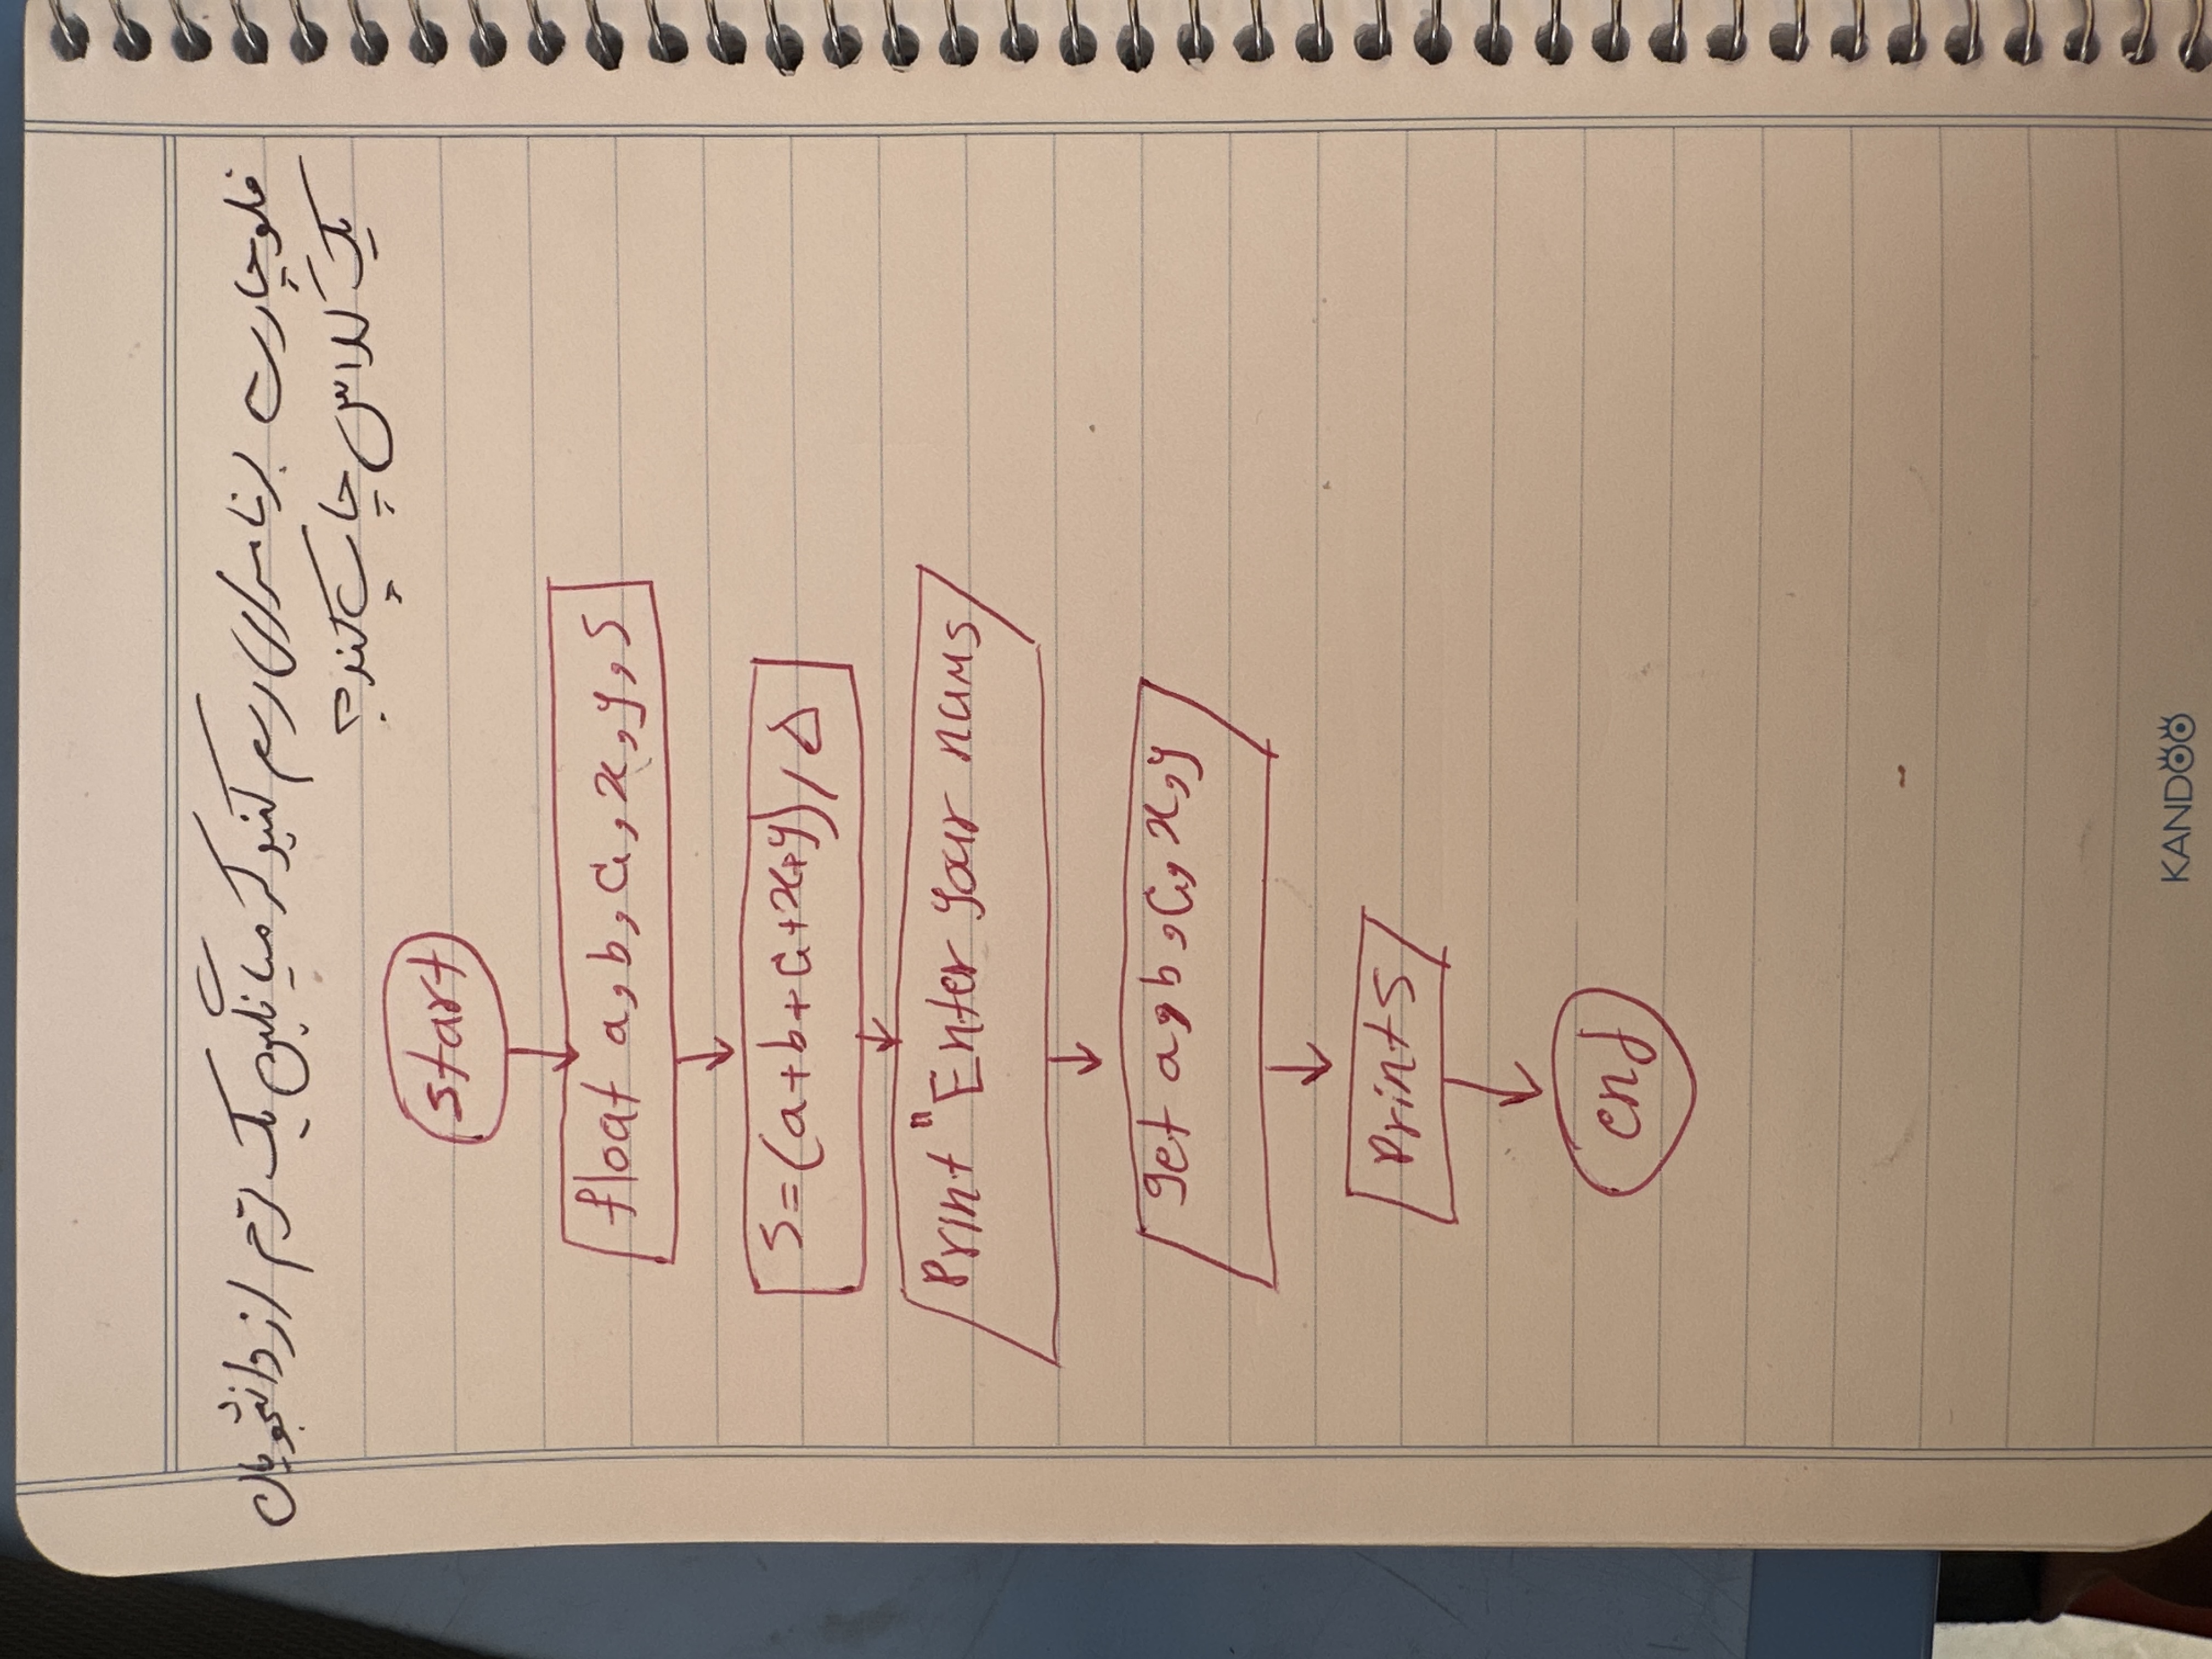 فلوچارت برنامه‌ای رسم کنید که میانگین یک ترم از دانشجویان
یک کلاس چاپ کند؟
start
float a, b, c, x, y, S
S=(a+b+c+x+y)/۵
Print "Enter your nums
get a, b, c, x, y
print S
end
KANDOO